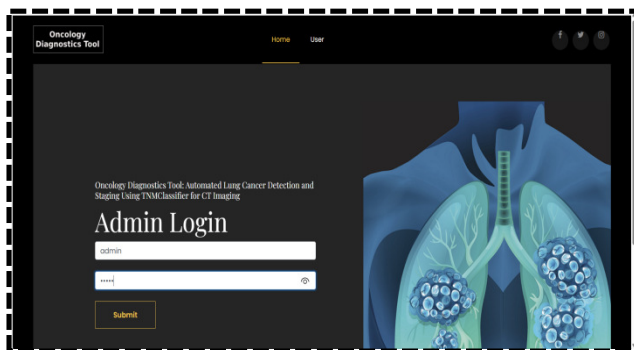 Oncology
Diagnostics Tool
Home User
Oncology Diagnostics Tool: Automated Lung Cancer Detection and
Staging Using TNMClassifier for CT Imaging
Admin Login
admin
•••••
Submit